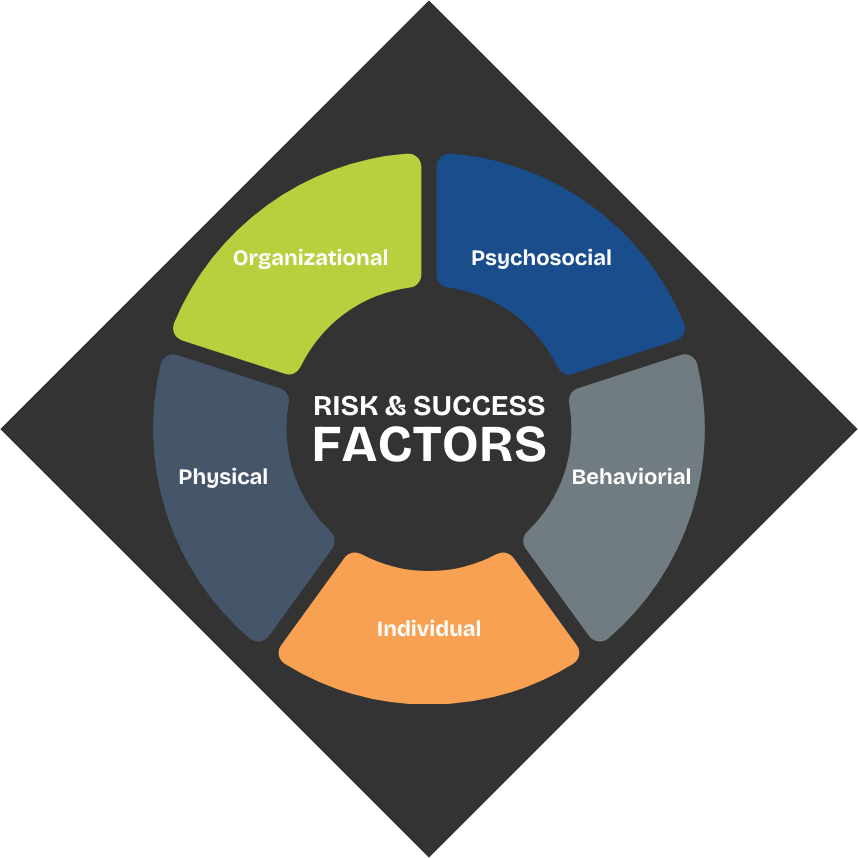 Organizational
Psychosocial
RISK & SUCCESS
FACTORS
Physical
Behaviorial
Individual